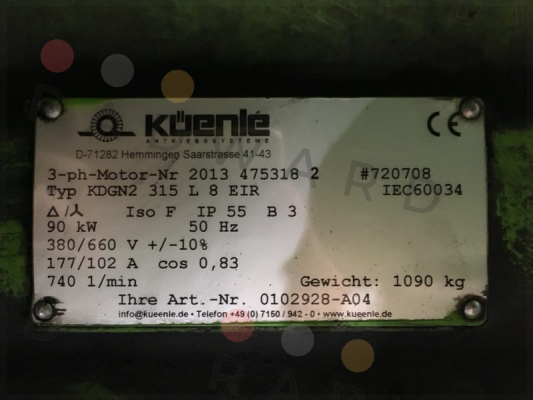 KÜENLE
CE
ANTRIEBSSYSTEME
D-71282 Hemmingen Saarstrasse 41-43
3-ph-Motor-Nr 2013 475318 2 #720708
Typ KDGN2 315 L 8 EIR IEC60034
Δ/⅄ Iso F IP 55 B 3
90 kW 50 Hz
380/660 V +/-10%
177/102 A cos 0,83
740 1/min Gewicht: 1090 kg
Ihre Art.-Nr. 0102928-A04
info@kueenle.de • Telefon +49 (0) 7150 / 942 - 0 • www.kueenle.de